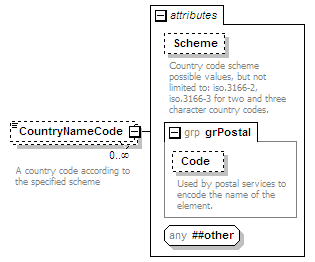 attributes
Scheme
Country code scheme
possible values, but not
limited to: iso.3166-2,
iso.3166-3 for two and three
character country codes.
CountryNameCode
0..∞
A country code according to
the specified scheme
grp grPostal
Code
Used by postal services to
encode the name of the
element.
any ##other